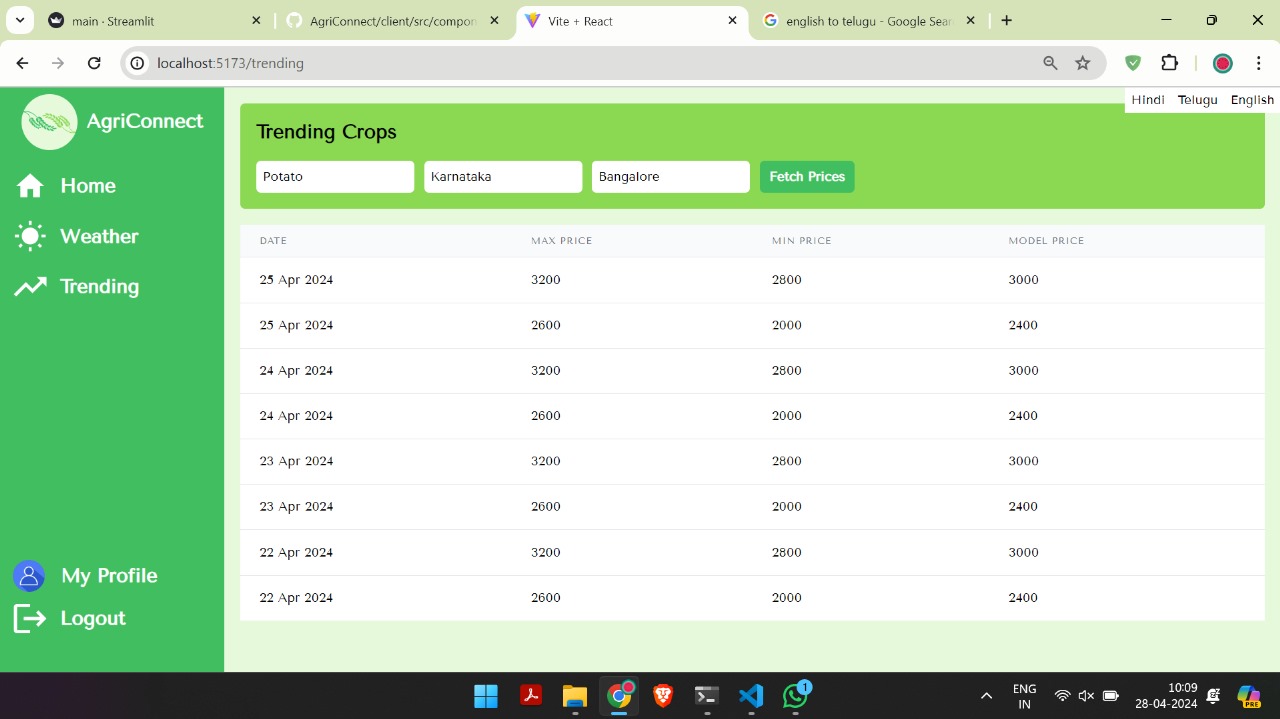 main · Streamlit
AgriConnect/client/src/compon
Vite + React
english to telugu - Google Sear
localhost:5173/trending
Hindi Telugu English
AgriConnect
Home
Weather
Trending
My Profile
Logout
Trending Crops
Potato Karnataka Bangalore Fetch Prices
DATE MAX PRICE MIN PRICE MODEL PRICE
25 Apr 2024 3200 2800 3000
25 Apr 2024 2600 2000 2400
24 Apr 2024 3200 2800 3000
24 Apr 2024 2600 2000 2400
23 Apr 2024 3200 2800 3000
23 Apr 2024 2600 2000 2400
22 Apr 2024 3200 2800 3000
22 Apr 2024 2600 2000 2400
1
ENG
IN
10:09
28-04-2024
PRE